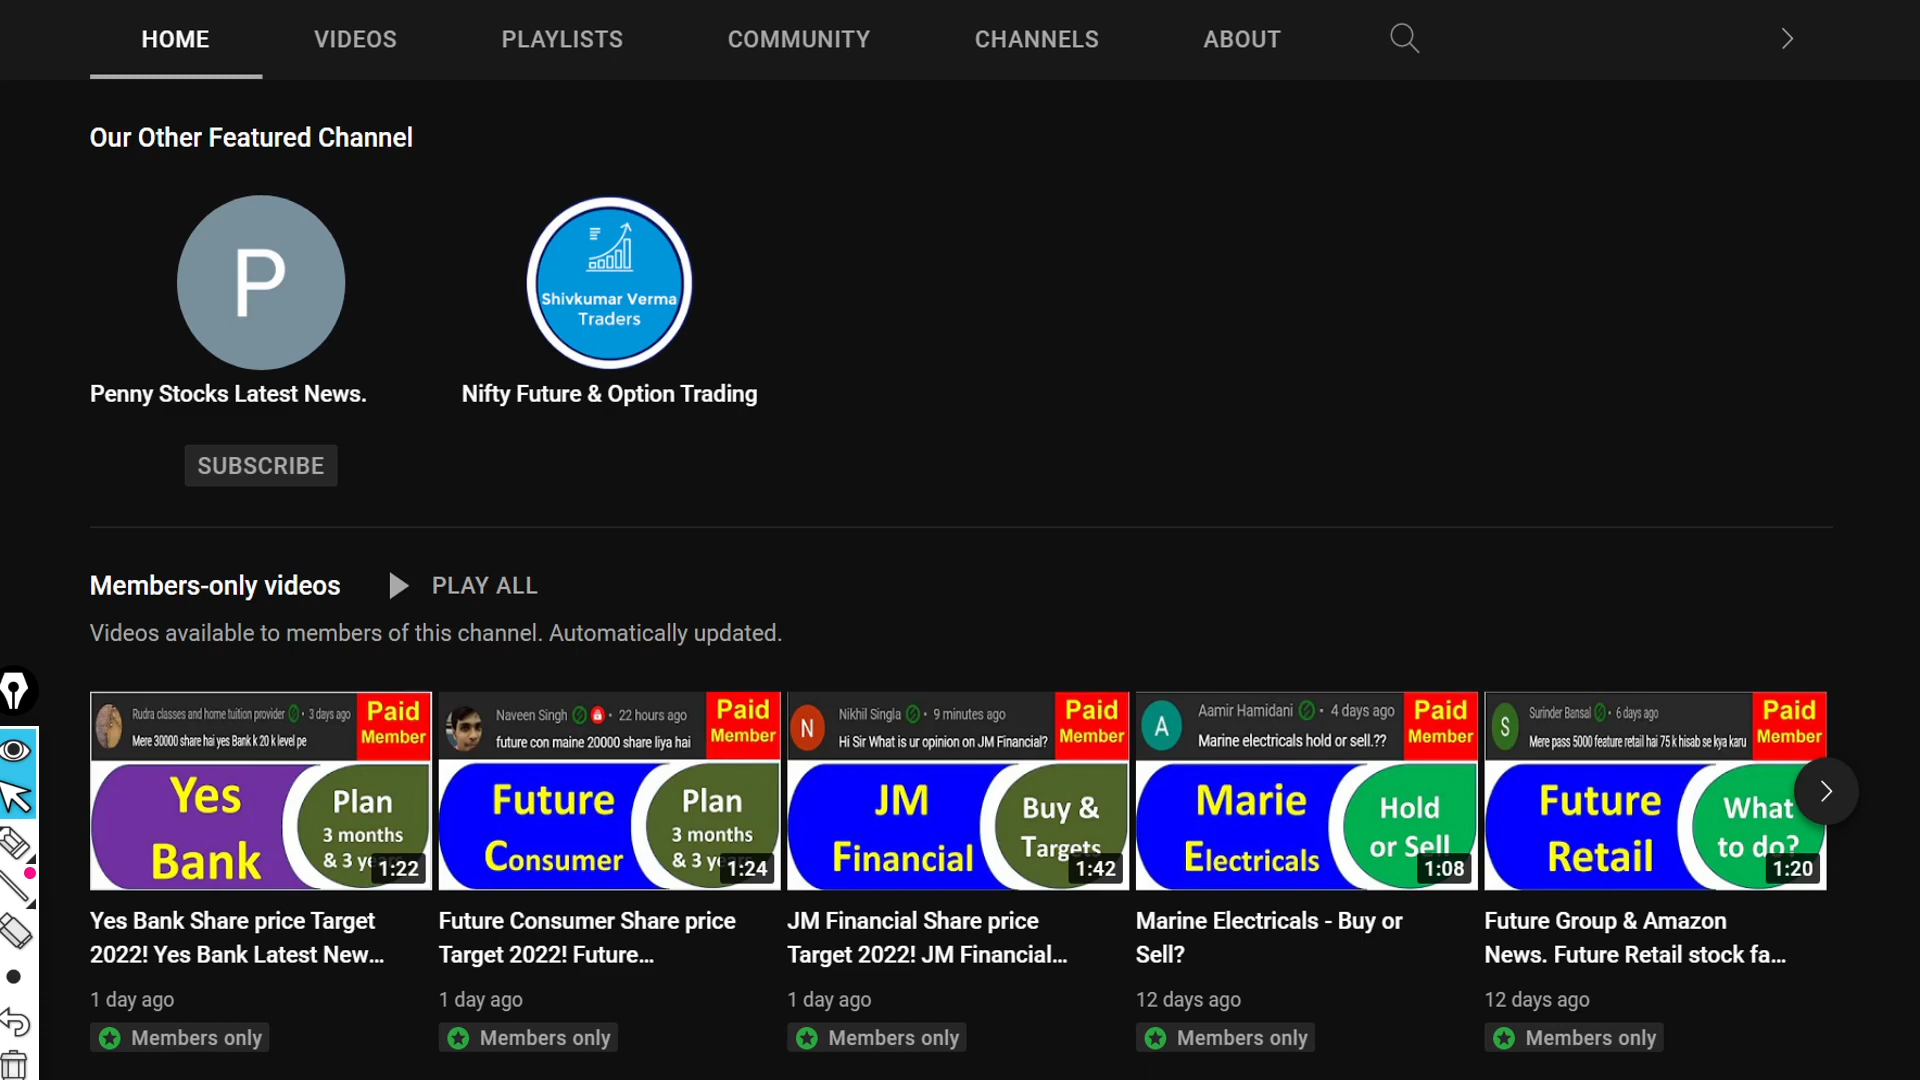 HOME VIDEOS PLAYLISTS COMMUNITY CHANNELS ABOUT
Our Other Featured Channel
P
Shivkumar Verma
Traders
Penny Stocks Latest News.
Nifty Future & Option Trading
SUBSCRIBE
Members-only videos PLAY ALL
Videos available to members of this channel. Automatically updated.
Rudra classes and home tuition provider • 3 days ago
Mere 30000 share hai yes Bank k 20 k level pe
Paid
Member
Yes
Bank
Plan
3 months
& 3 ye
1:22
Yes Bank Share price Target
2022! Yes Bank Latest New...
1 day ago
Members only
Naveen Singh • 22 hours ago
future con maine 20000 share liya hai
Paid
Member
Future
Consumer
Plan
3 months
& 3 ye
1:24
Future Consumer Share price
Target 2022! Future...
1 day ago
Members only
N
Nikhil Singla • 9 minutes ago
Hi Sir What is ur opinion on JM Financial?
Paid
Member
JM
Financial
Buy &
Targets
1:42
JM Financial Share price
Target 2022! JM Financial...
1 day ago
Members only
A
Aamir Hamidani • 4 days ago
Marine electricals hold or sell.??
Paid
Member
Marie
Electricals
Hold
or Sell
1:08
Marine Electricals - Buy or
Sell?
12 days ago
Members only
S
Surinder Bansal • 6 days ago
Mere pass 5000 feature retail hai 75 k hisab se kya karu
Paid
Member
Future
Retail
What
to do?
1:20
Future Group & Amazon
News. Future Retail stock fa...
12 days ago
Members only